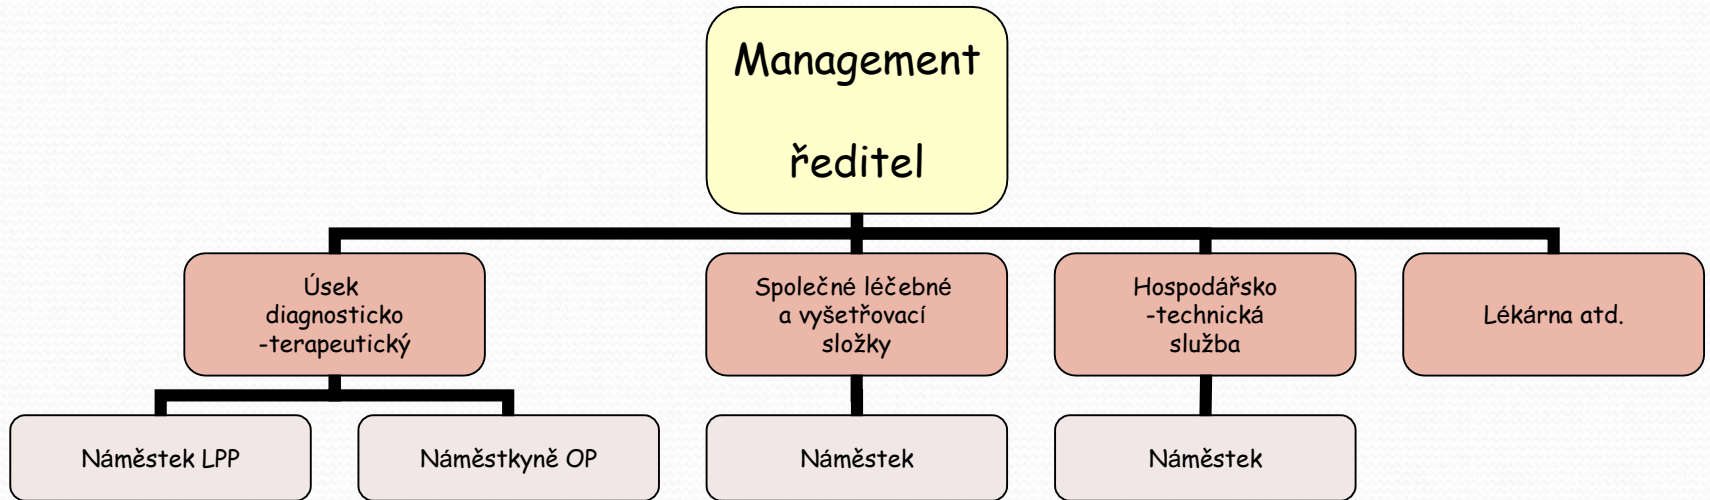 Management
ředitel
Úsek
diagnosticko
-terapeutický
Společné léčebné
a vyšetřovací
složky
Hospodářsko
-technická
služba
Lékárna atd.
Náměstek LPP
Náměstkyně OP
Náměstek
Náměstek